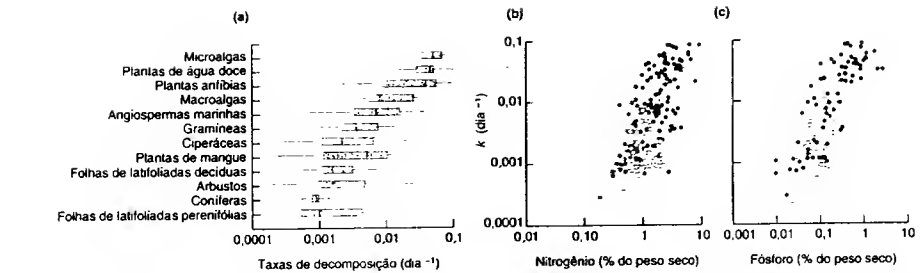 (a)
Microalgas
Plantas de água doce
Plantas anfíbias
Macroalgas
Angiospermas marinhas
Gramíneas
Ciperáceas
Plantas de mangue
Folhas de latifoliadas decíduas
Arbustos
Coníferas
Folhas de latifoliadas perenifólias
0,0001 0,001 0,01 0,1
Taxas de decomposição (dia ⁻¹)
(b)
k (dia ⁻¹)
0,1
0,01
0,001
0,0001
0,01 0,10 1 10
Nitrogênio (% do peso seco)
(c)
0,001 0,01 0,1 1 10
Fósforo (% do peso seco)